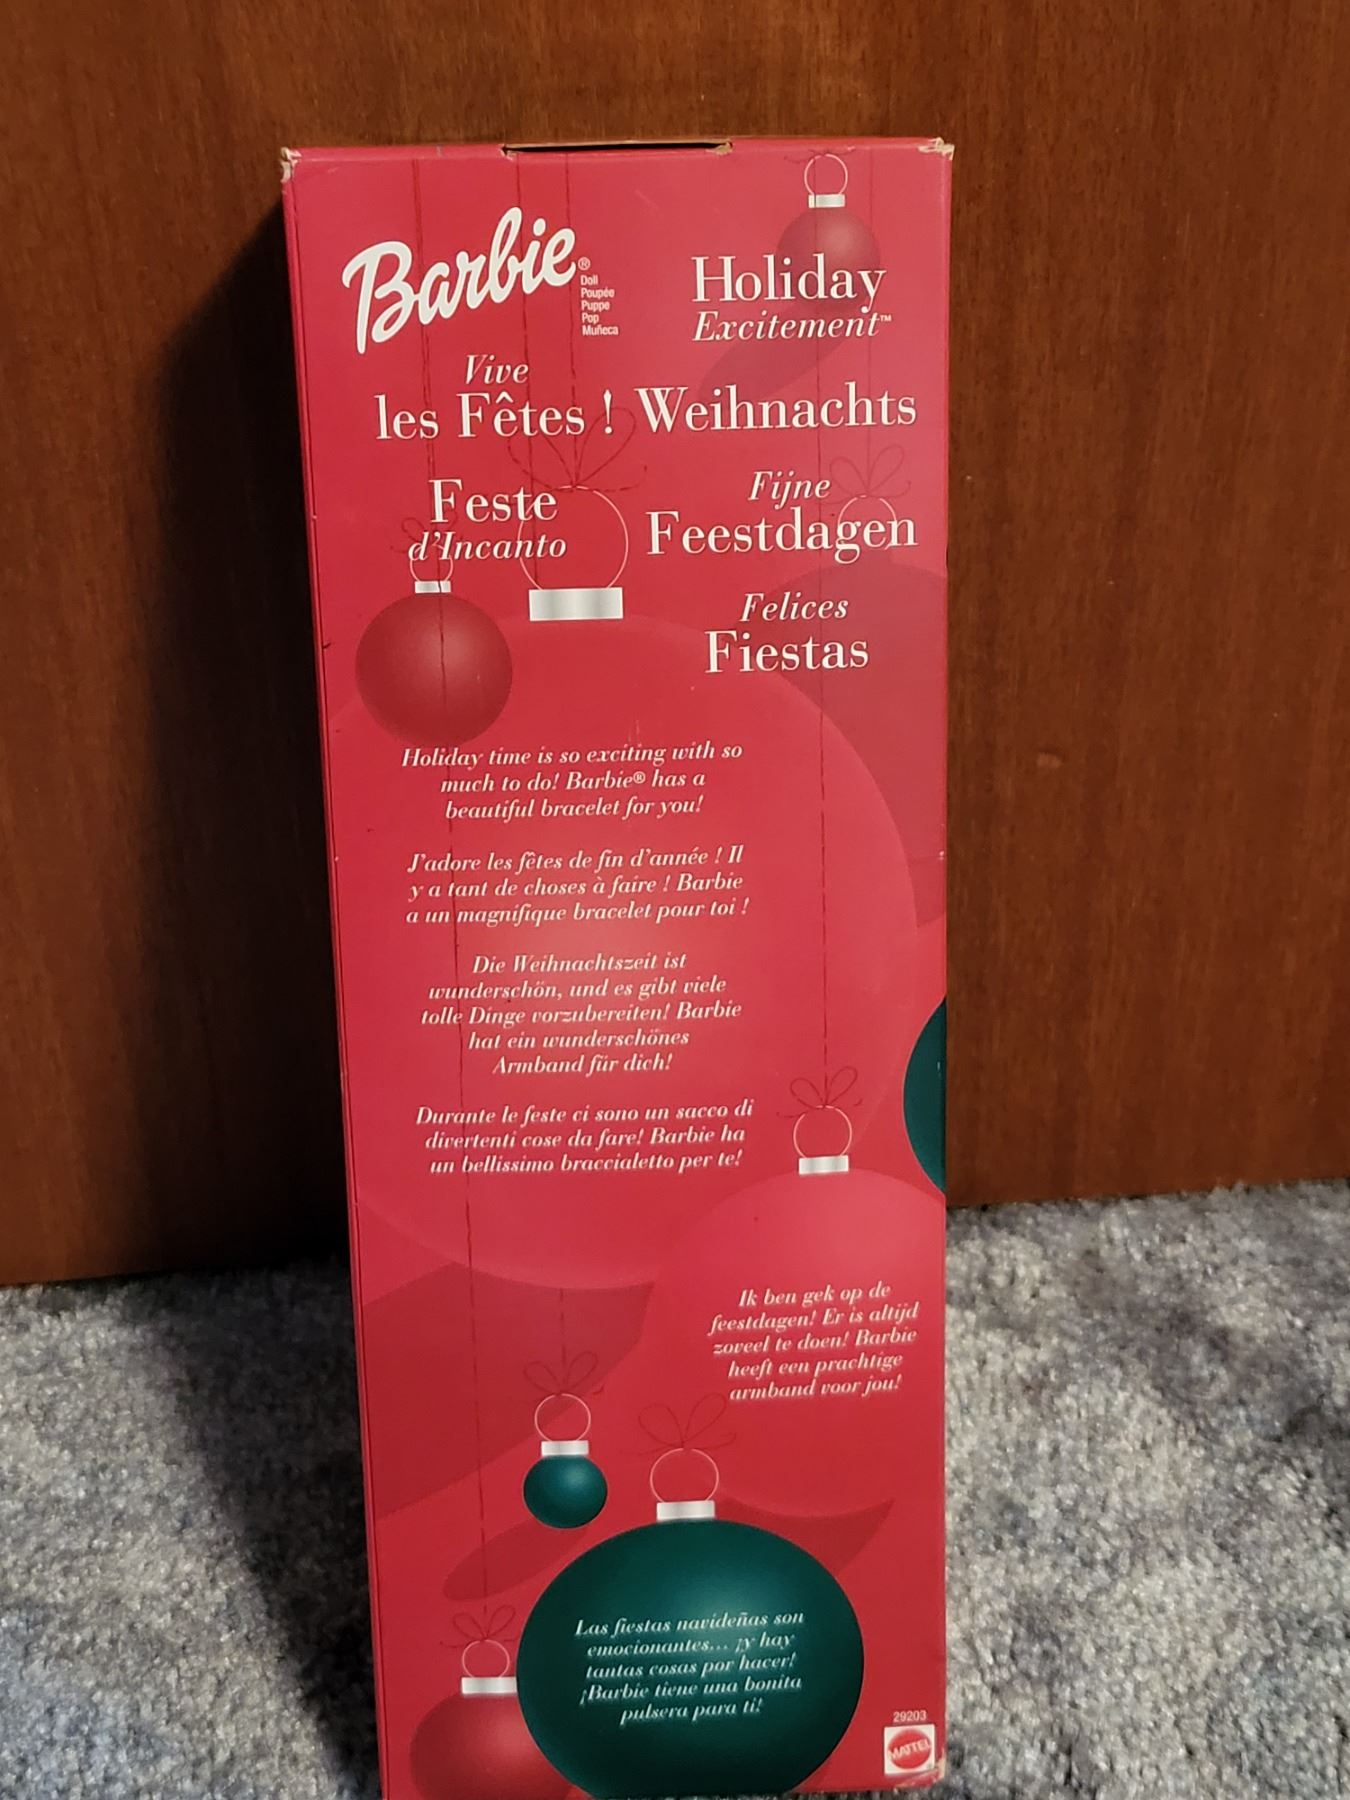 Barbie®
Doll
Poupée
Puppe
Pop
Muñeca
Holiday
Excitement™
Vive
les Fêtes !
Weihnachts
Feste
d'Incanto
Fijne
Feestdagen
Felices
Fiestas
Holiday time is so exciting with so
much to do! Barbie® has a
beautiful bracelet for you!
J'adore les fêtes de fin d'année ! Il
y a tant de choses à faire ! Barbie
a un magnifique bracelet pour toi !
Die Weihnachtszeit ist
wunderschön, und es gibt viele
tolle Dinge vorzubereiten! Barbie
hat ein wunderschönes
Armband für dich!
Durante le feste ci sono un sacco di
divertenti cose da fare! Barbie ha
un bellissimo braccialetto per te!
Ik ben gek op de
feestdagen! Er is altijd
zoveel te doen! Barbie
heeft een prachtige
armband voor jou!
Las fiestas navideñas son
emocionantes... ¡y hay
tantas cosas por hacer!
¡Barbie tiene una bonita
pulsera para ti!
29203
MATTEL